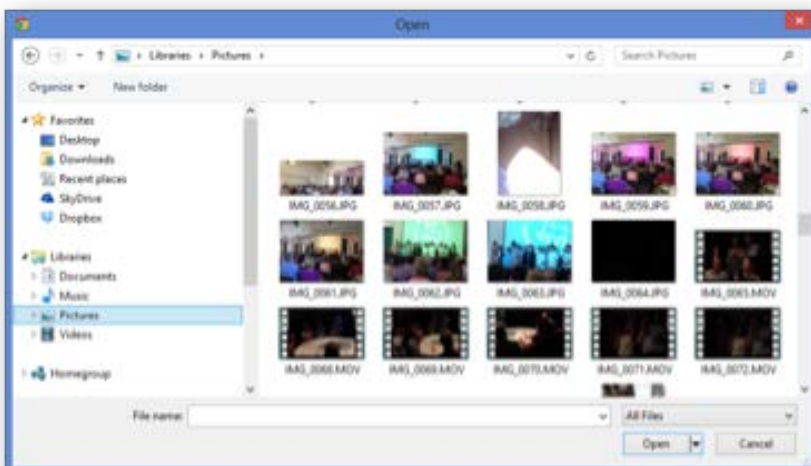 Open
Libraries Pictures
Search Pictures
Organize New folder
Favorites
Desktop
Downloads
Recent places
SkyDrive
Dropbox
Libraries
Documents
Music
Pictures
Videos
Homegroup
IMG_0056.JPG IMG_0057.JPG IMG_0058.JPG IMG_0059.JPG IMG_0060.JPG
IMG_0061.JPG IMG_0062.JPG IMG_0063.JPG IMG_0064.JPG IMG_0065.MOV
IMG_0068.MOV IMG_0069.MOV IMG_0070.MOV IMG_0071.MOV IMG_0072.MOV
File name:
All Files
Open Cancel